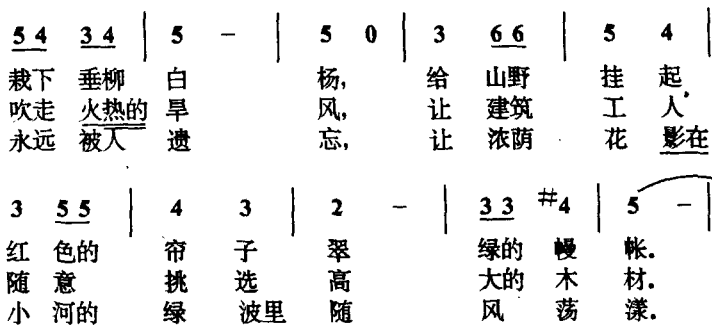 5 4 3 4 | 5 - | 5 0 | 3 6 6 | 5 4 |
栽下 垂柳 白 杨, 给 山野 挂 起
吹走 火热的 旱 风, 让 建筑 工 人,
永远 被人 遗 忘, 让 浓荫 花 影在
3 5 5 | 4 3 | 2 - | 3 3 #4 | 5 - |
红 色的 帘 子 翠 绿的 幔 帐.
随 意 挑 选 高 大的 木 材.
小 河的 绿 波里 随 风 荡 漾.